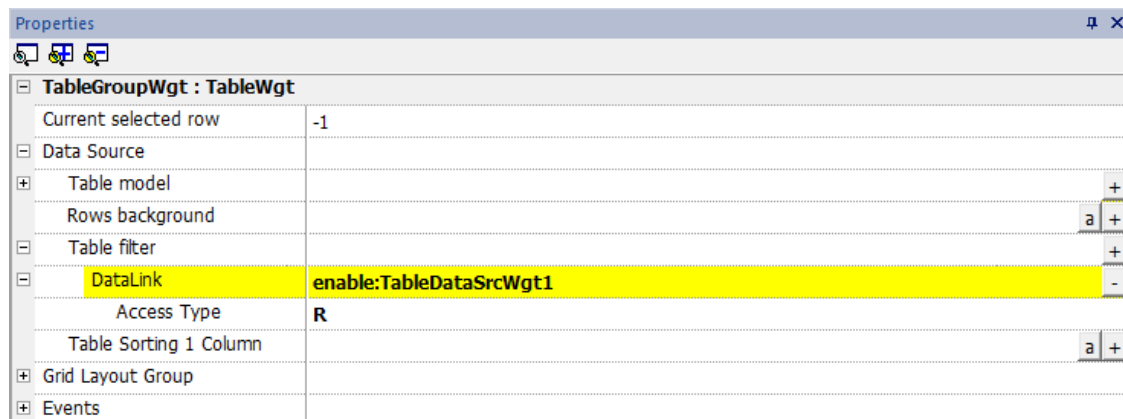 Properties
TableGroupWgt : TableWgt
Current selected row -1
Data Source
Table model +
Rows background a +
Table filter +
DataLink enable:TableDataSrcWgt1 -
Access Type R
Table Sorting 1 Column a +
Grid Layout Group
Events